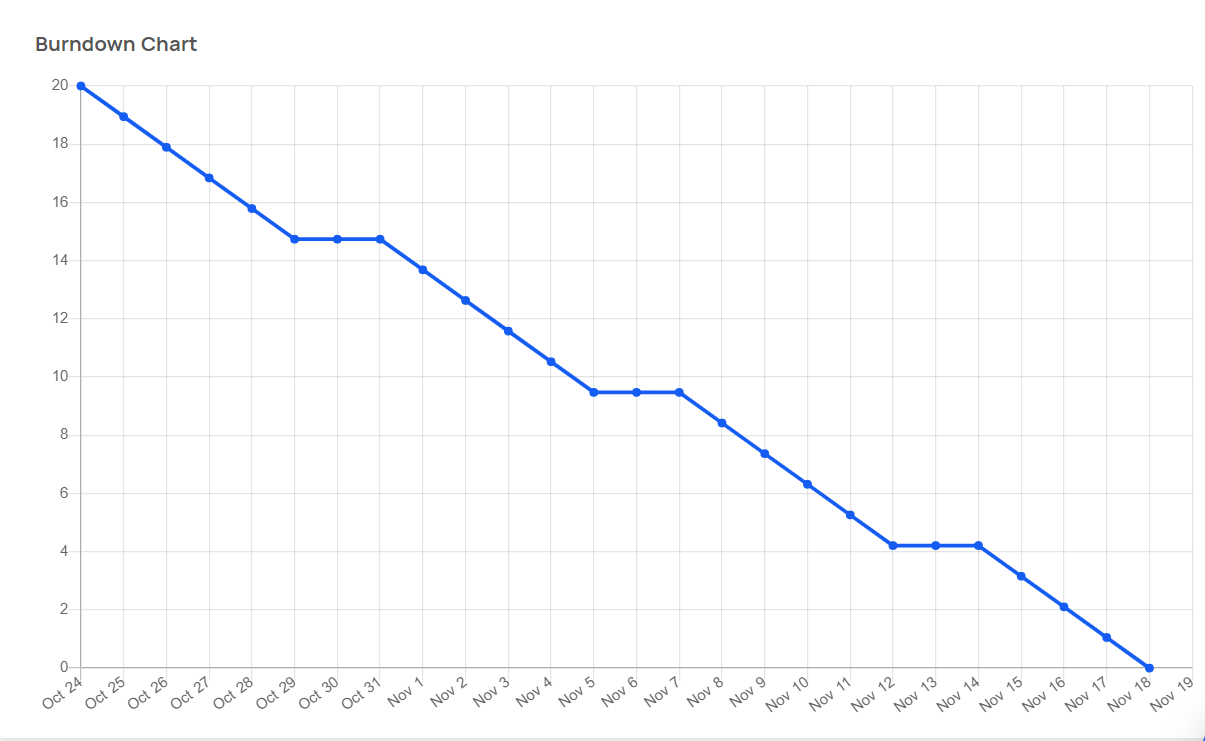 Burndown Chart
20
18
16
14
12
10
8
6
4
2
0
Oct 24
Oct 25
Oct 26
Oct 27
Oct 28
Oct 29
Oct 30
Oct 31
Nov 1
Nov 2
Nov 3
Nov 4
Nov 5
Nov 6
Nov 7
Nov 8
Nov 9
Nov 10
Nov 11
Nov 12
Nov 13
Nov 14
Nov 15
Nov 16
Nov 17
Nov 18
Nov 19